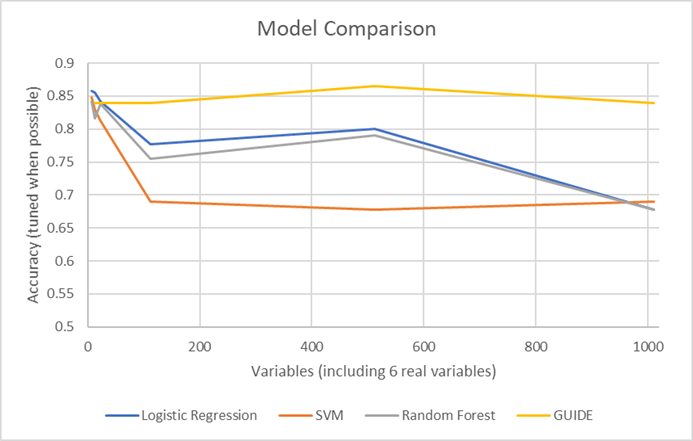 Model Comparison
Accuracy (tuned when possible)
0.9
0.85
0.8
0.75
0.7
0.65
0.6
0.55
0.5
0 200 400 600 800 1000
Variables (including 6 real variables)
Logistic Regression SVM Random Forest GUIDE